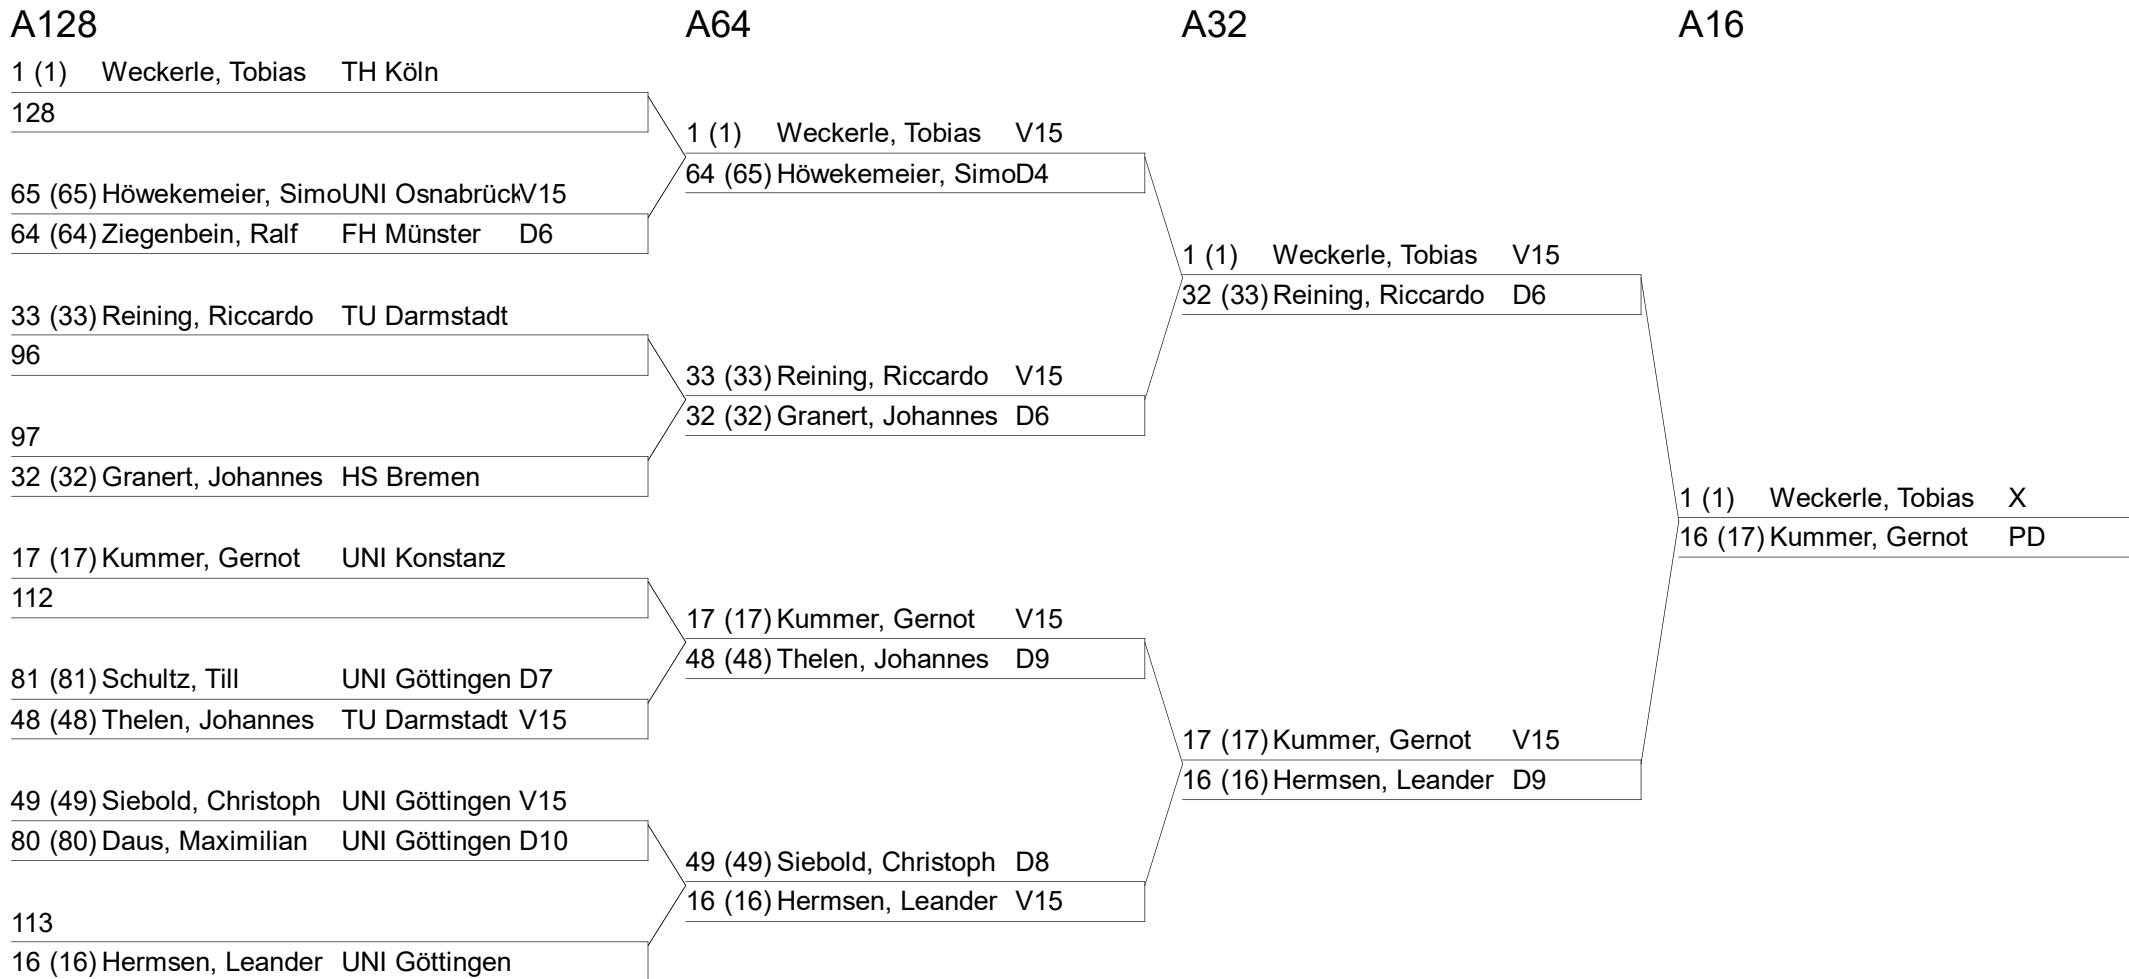 A128 A64 A32 A16
1 (1) Weckerle, Tobias TH Köln
128
65 (65) Höwekemeier, Simo UNI Osnabrück V15
64 (64) Ziegenbein, Ralf FH Münster D6
33 (33) Reining, Riccardo TU Darmstadt
96
97
32 (32) Granert, Johannes HS Bremen
17 (17) Kummer, Gernot UNI Konstanz
112
81 (81) Schultz, Till UNI Göttingen D7
48 (48) Thelen, Johannes TU Darmstadt V15
49 (49) Siebold, Christoph UNI Göttingen V15
80 (80) Daus, Maximilian UNI Göttingen D10
113
16 (16) Hermsen, Leander UNI Göttingen
1 (1) Weckerle, Tobias V15
64 (65) Höwekemeier, Simo D4
33 (33) Reining, Riccardo V15
32 (32) Granert, Johannes D6
17 (17) Kummer, Gernot V15
48 (48) Thelen, Johannes D9
49 (49) Siebold, Christoph D8
16 (16) Hermsen, Leander V15
1 (1) Weckerle, Tobias V15
32 (33) Reining, Riccardo D6
17 (17) Kummer, Gernot V15
16 (16) Hermsen, Leander D9
1 (1) Weckerle, Tobias X
16 (17) Kummer, Gernot PD